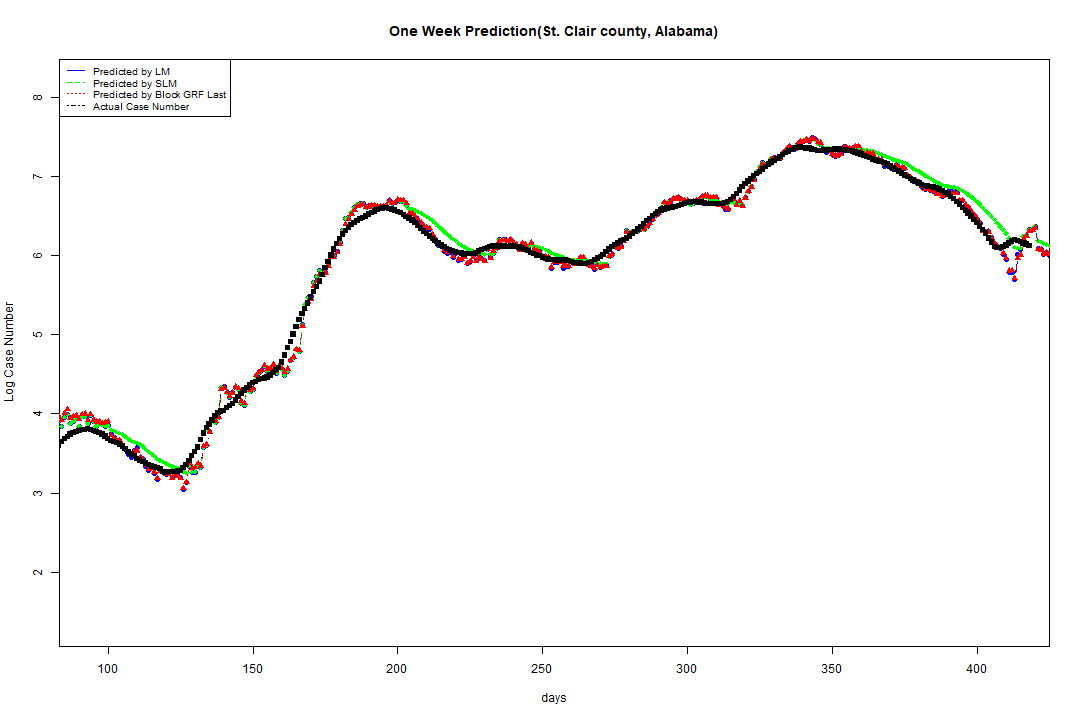 One Week Prediction(St. Clair county, Alabama)
Predicted by LM
Predicted by SLM
Predicted by Block GRF Last
Actual Case Number
8
7
6
5
4
3
2
Log Case Number
100 150 200 250 300 350 400
days